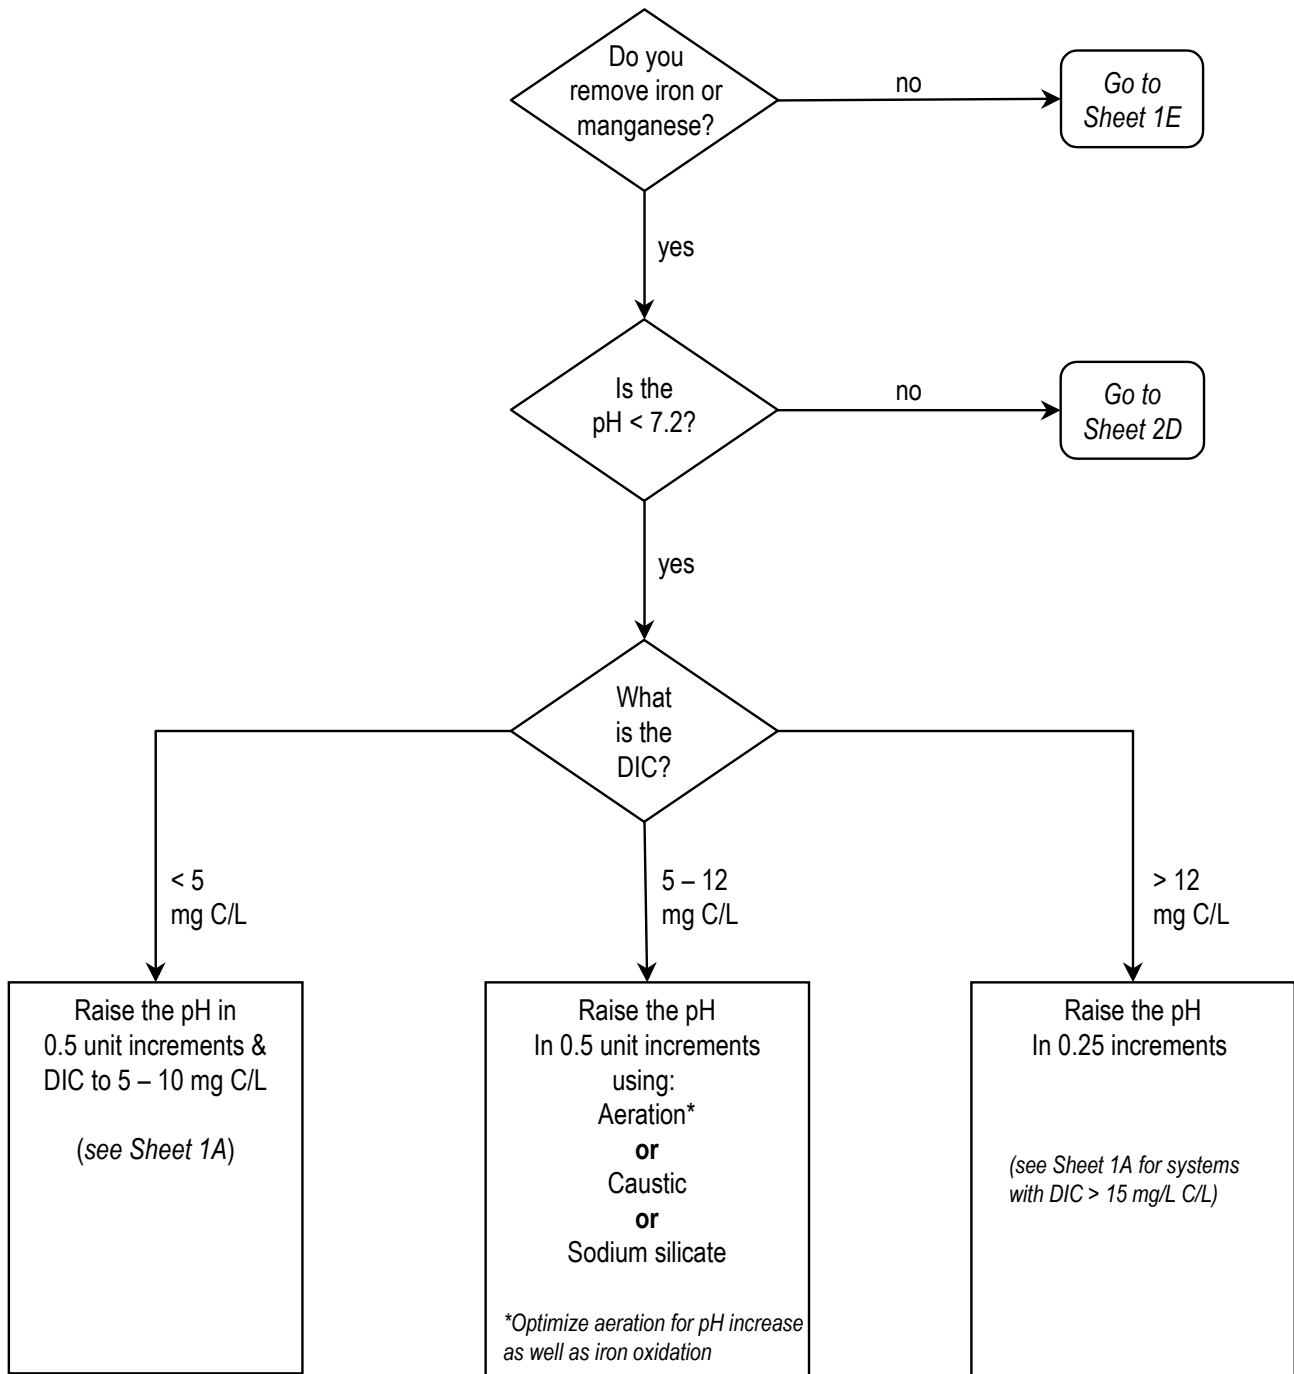 Do you
remove iron or
manganese?
no
Go to
Sheet 1E
yes
Is the
pH < 7.2?
no
Go to
Sheet 2D
yes
What
is the
DIC?
< 5
mg C/L
5 – 12
mg C/L
> 12
mg C/L
Raise the pH in
0.5 unit increments &
DIC to 5 – 10 mg C/L
(see Sheet 1A)
Raise the pH
In 0.5 unit increments
using:
Aeration*
or
Caustic
or
Sodium silicate
*Optimize aeration for pH increase
as well as iron oxidation
Raise the pH
In 0.25 increments
(see Sheet 1A for systems
with DIC > 15 mg/L C/L)